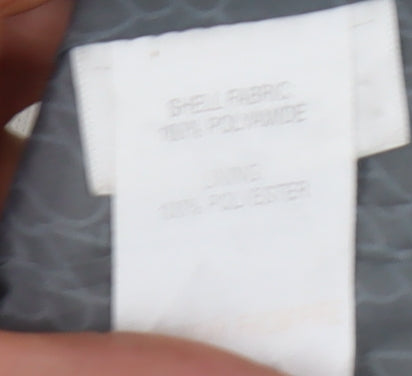 SHELL FABRIC
100% POLYAMIDE
LINING
100% POLYESTER